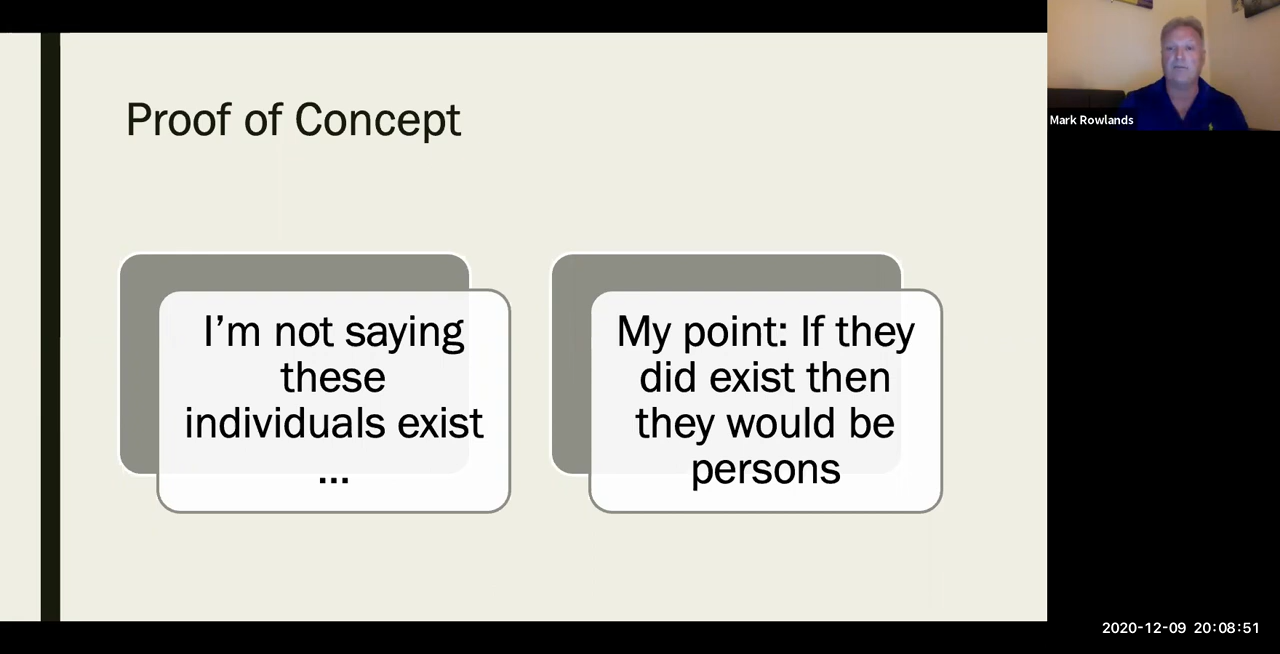 Proof of Concept
I’m not saying
these
individuals exist
...
My point: If they
did exist then
they would be
persons
Mark Rowlands
2020-12-09 20:08:51